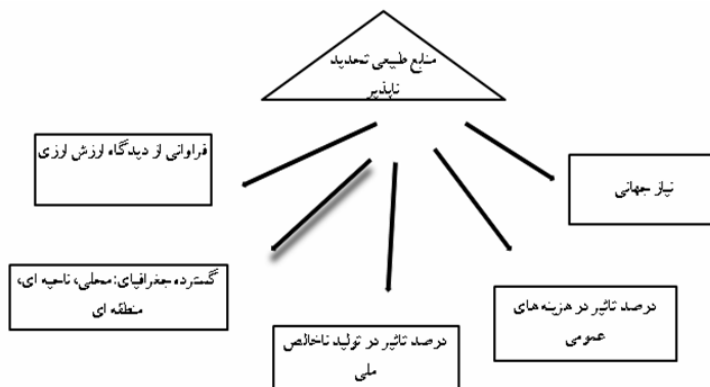 منابع طبیعی تجدید
ناپذیر
فراوانی از دیدگاه ارزش ارزی
نیاز جهانی
گسترده جغرافیای: محلی، ناحیه ای،
منطقه ای
درصد تاثیر در هزینه های
عمومی
درصد تاثیر در تولید ناخالص
ملی